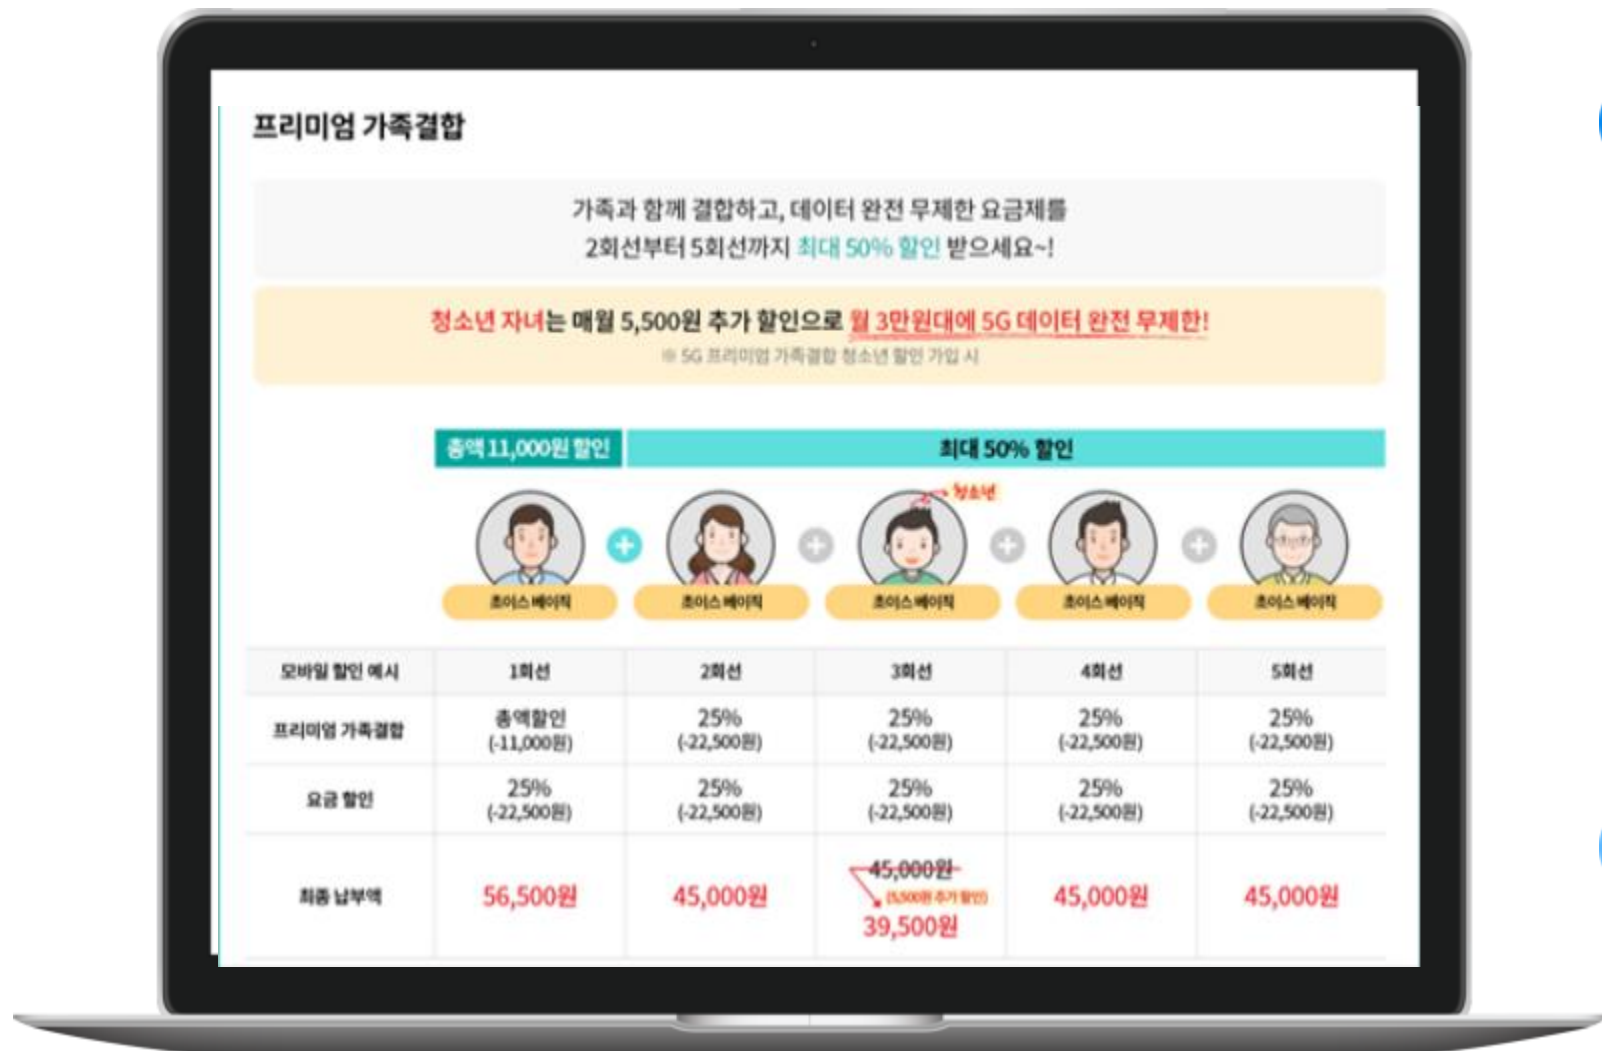 프리미엄 가족결합
가족과 함께 결합하고, 데이터 완전 무제한 요금제를
2회선부터 5회선까지 최대 50% 할인 받으세요~!
청소년 자녀는 매월 5,500원 추가 할인으로 월 3만원대에 5G 데이터 완전 무제한!
※ 5G 프리미엄 가족결합 청소년 할인 가입 시
총액 11,000원 할인 최대 50% 할인
청소년
초이스 베이직 초이스 베이직 초이스 베이직 초이스 베이직 초이스 베이직
모바일 할인 예시 1회선 2회선 3회선 4회선 5회선
프리미엄 가족결합 총액할인 25% 25% 25% 25%
(-11,000원) (-22,500원) (-22,500원) (-22,500원) (-22,500원)
요금 할인 25% 25% 25% 25% 25%
(-22,500원) (-22,500원) (-22,500원) (-22,500원) (-22,500원)
45,000원
(5,500원 추가 할인)
최종 납부액 56,500원 45,000원 39,500원 45,000원 45,000원